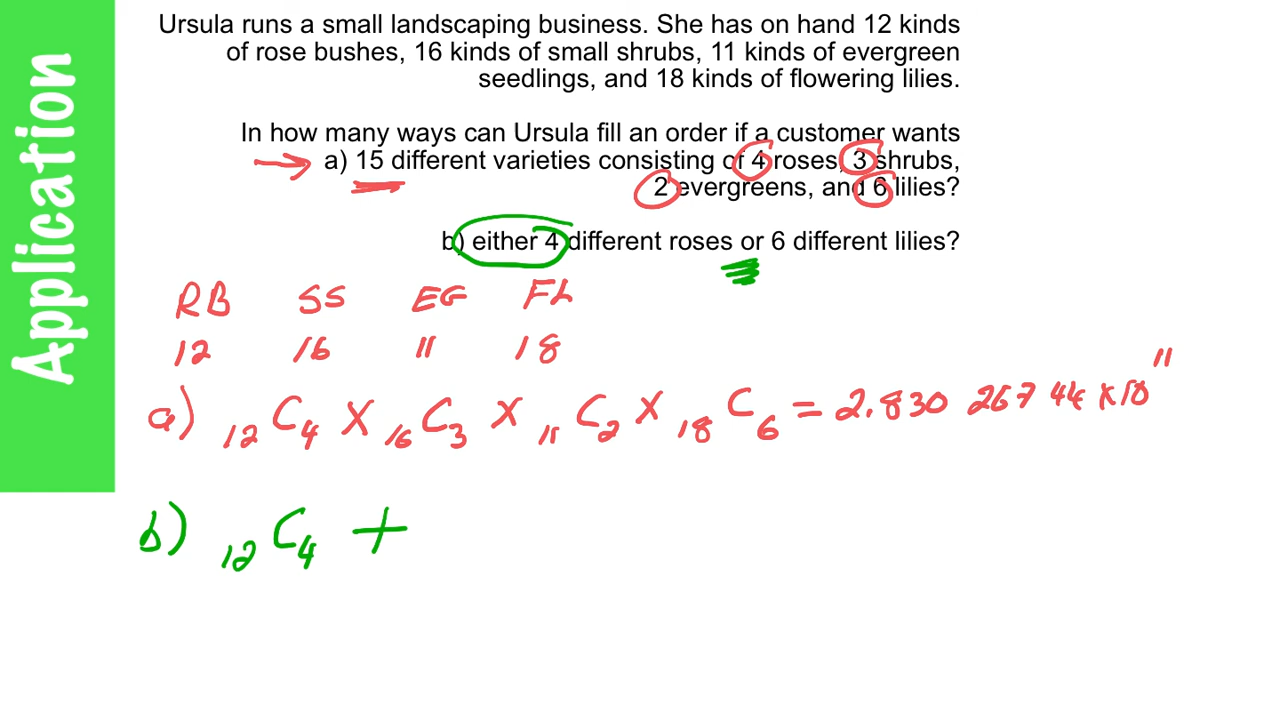 Application
Ursula runs a small landscaping business. She has on hand 12 kinds
of rose bushes, 16 kinds of small shrubs, 11 kinds of evergreen
seedlings, and 18 kinds of flowering lilies.
In how many ways can Ursula fill an order if a customer wants
a) 15 different varieties consisting of 4 roses, 3 shrubs,
2 evergreens, and 6 lilies?
b) either 4 different roses or 6 different lilies?
RB SS EG FL
12 16 11 18
a) ₁₂C₄ × ₁₆C₃ × ₁₁C₂ × ₁₈C₆ = 2.830 267 44 × 10¹¹
b) ₁₂C₄ +